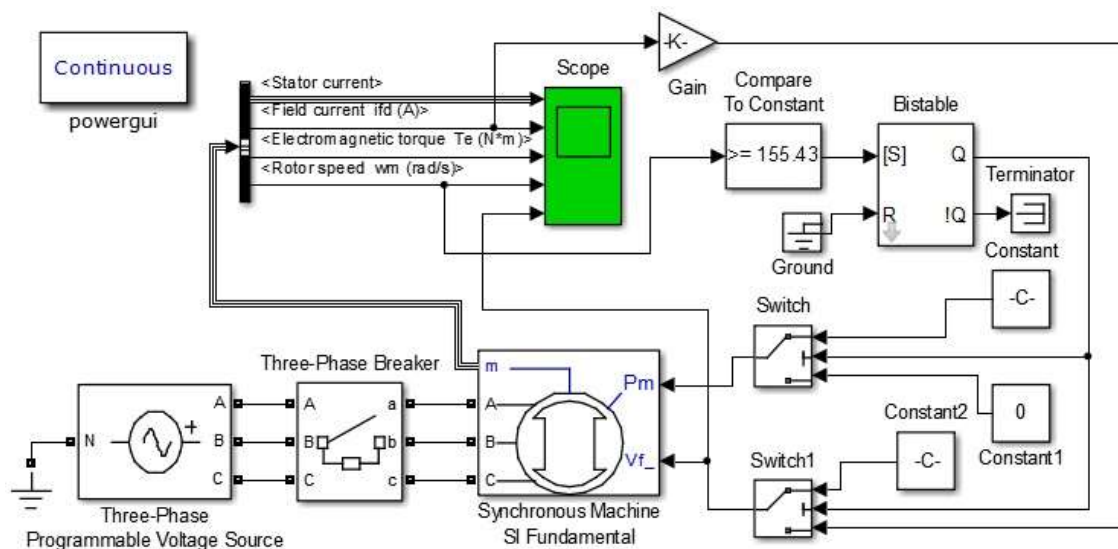 Continuous
powergui
<Stator current>
<Field current ifd (A)>
<Electromagnetic torque Te (N*m)>
<Rotor speed wm (rad/s)>
Scope
-K-
Gain
Compare
To Constant
>= 155.43
Bistable
[S]
Q
R
!Q
Terminator
Ground
Constant
-C-
Switch
0
Constant1
Constant2
-C-
Switch1
Three-Phase Breaker
N
+
A
B
C
A
B
C
a
b
c
m
A
B
C
Pm
Vf_
Three-Phase
Programmable Voltage Source
Synchronous Machine
SI Fundamental